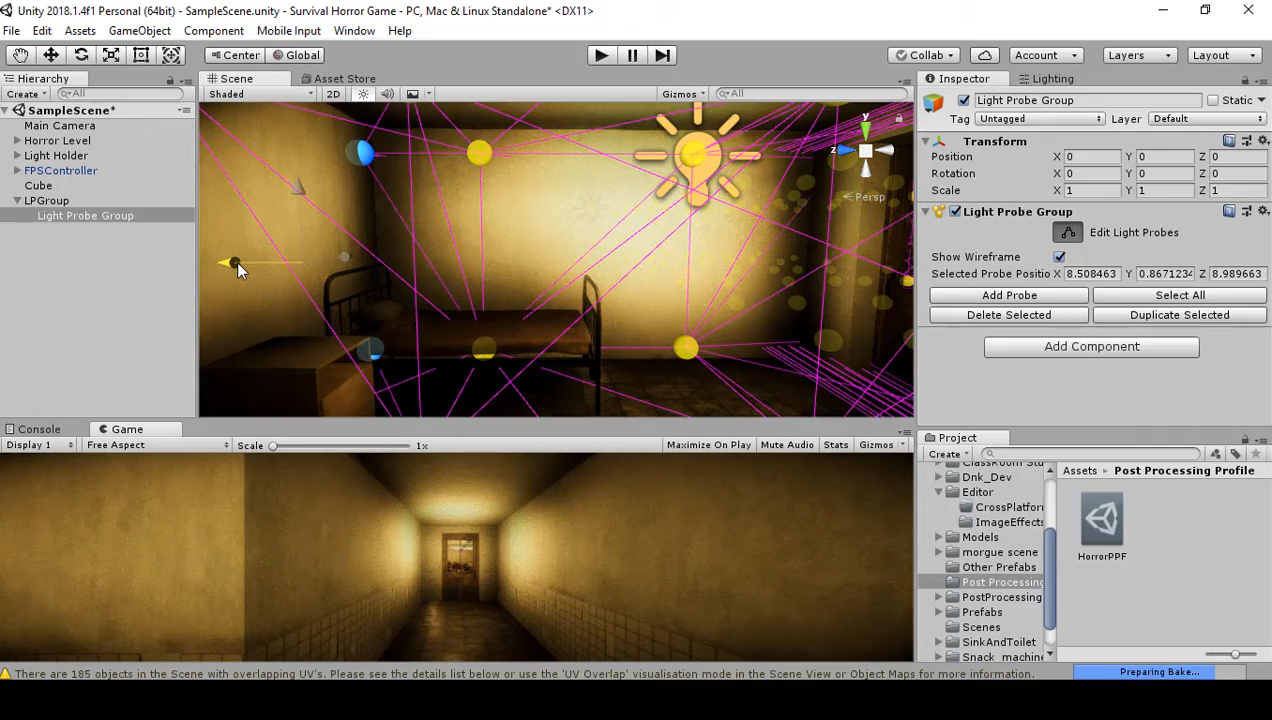 Unity 2018.1.4f1 Personal (64bit) - SampleScene.unity - Survival Horror Game - PC, Mac & Linux Standalone* <DX11>
File Edit Assets GameObject Component Mobile Input Window Help
Center Global Collab Account Layers Layout
Hierarchy Scene Asset Store Inspector Lighting
Create All Shaded 2D Gizmos All
SampleScene*
Main Camera
Horror Level
Light Holder
FPSController
Cube
LPGroup
Light Probe Group
y
z
Persp
Light Probe Group Static
Tag Untagged Layer Default
Transform
Position X 0 Y 0 Z 0
Rotation X 0 Y 0 Z 0
Scale X 1 Y 1 Z 1
Light Probe Group
Edit Light Probes
Show Wireframe
Selected Probe Positio X 8.508463 Y 0.8671234 Z 8.989663
Add Probe Select All
Delete Selected Duplicate Selected
Add Component
Console Game
Display 1 Free Aspect Scale 1x Maximize On Play Mute Audio Stats Gizmos
Project
Create
ClassRoom Stu
Dnk_Dev
Editor
CrossPlatform
ImageEffects
Models
morgue scene
Other Prefabs
Post Processing
PostProcessing
Prefabs
Scenes
SinkAndToilet
Snack_machine
Assets Post Processing Profile
HorrorPPF
There are 185 objects in the Scene with overlapping UV's. Please see the details list below or use the 'UV Overlap' visualisation mode in the Scene View or Object Maps for more information.
Preparing Bake...